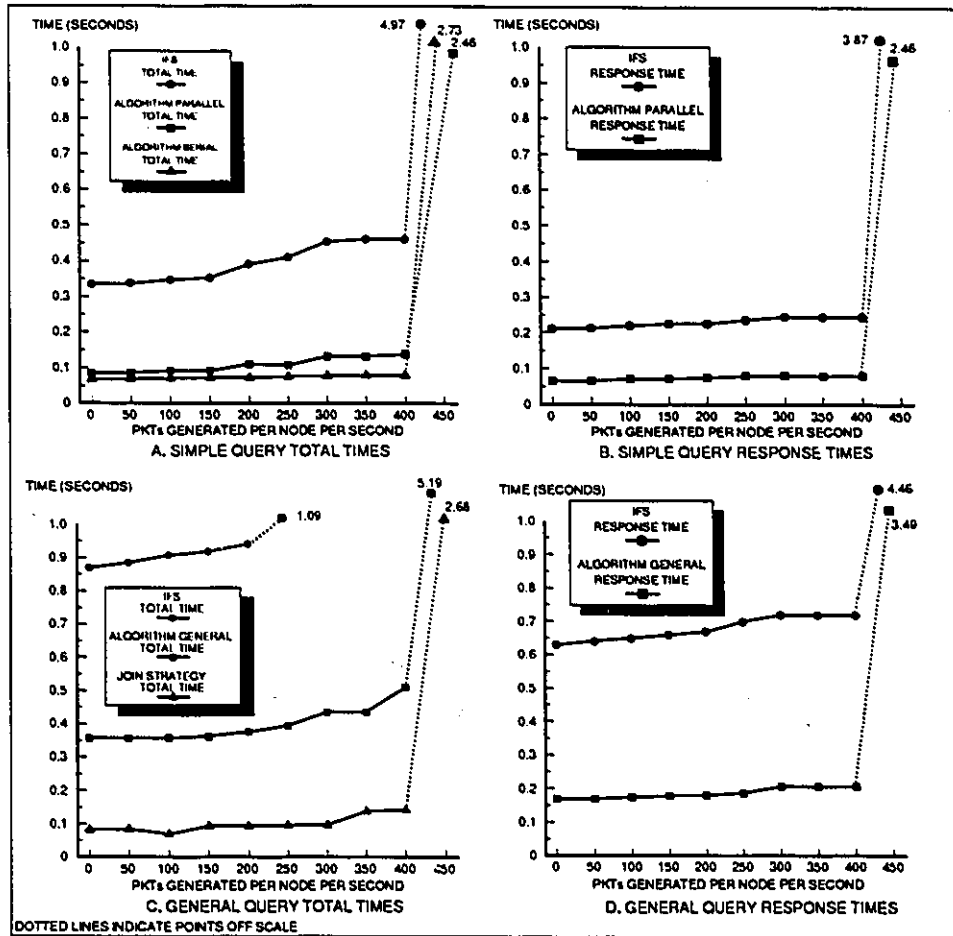 TIME (SECONDS)
4.97
2.73
2.46
1.0
0.9
0.8
0.7
0.6
0.5
0.4
0.3
0.2
0.1
0
IFS
TOTAL TIME
ALGORITHM PARALLEL
TOTAL TIME
ALGORITHM SERIAL
TOTAL TIME
0 50 100 150 200 250 300 350 400 450
PKTs GENERATED PER NODE PER SECOND
A. SIMPLE QUERY TOTAL TIMES
TIME (SECONDS)
3.87
2.46
1.0
0.9
0.8
0.7
0.6
0.5
0.4
0.3
0.2
0.1
0
IFS
RESPONSE TIME
ALGORITHM PARALLEL
RESPONSE TIME
0 50 100 150 200 250 300 350 400 450
PKTs GENERATED PER NODE PER SECOND
B. SIMPLE QUERY RESPONSE TIMES
TIME (SECONDS)
1.09
5.19
2.68
1.0
0.9
0.8
0.7
0.6
0.5
0.4
0.3
0.2
0.1
0
IFS
TOTAL TIME
ALGORITHM GENERAL
TOTAL TIME
JOIN STRATEGY
TOTAL TIME
0 50 100 150 200 250 300 350 400 450
PKTs GENERATED PER NODE PER SECOND
C. GENERAL QUERY TOTAL TIMES
TIME (SECONDS)
4.46
3.49
1.0
0.9
0.8
0.7
0.6
0.5
0.4
0.3
0.2
0.1
0
IFS
RESPONSE TIME
ALGORITHM GENERAL
RESPONSE TIME
0 50 100 150 200 250 300 350 400 450
PKTs GENERATED PER NODE PER SECOND
D. GENERAL QUERY RESPONSE TIMES
DOTTED LINES INDICATE POINTS OFF SCALE